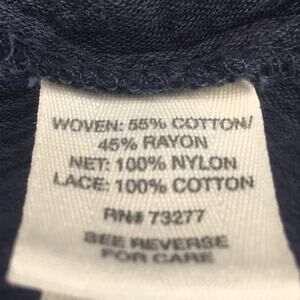 WOVEN: 55% COTTON/
45% RAYON
NET: 100% NYLON
LACE: 100% COTTON
RN# 73277
SEE REVERSE
FOR CARE